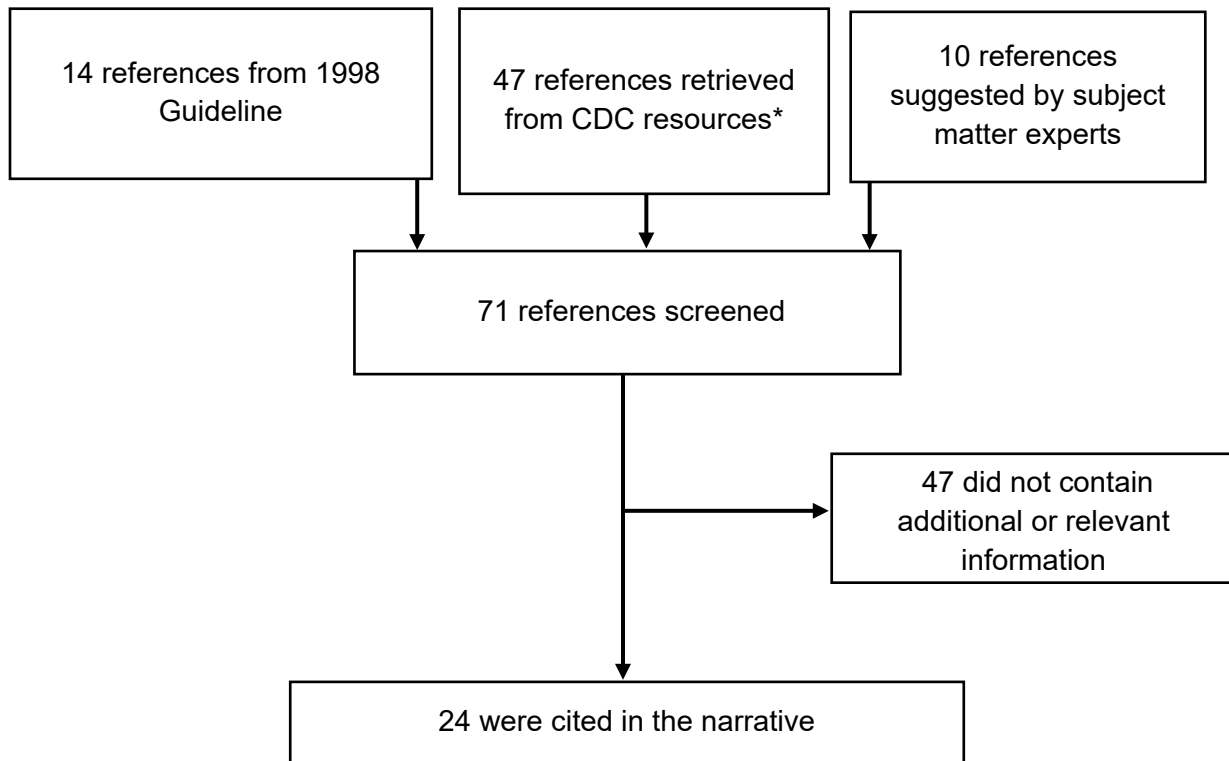 14 references from 1998
Guideline
47 references retrieved
from CDC resources*
10 references
suggested by subject
matter experts
71 references screened
47 did not contain
additional or relevant
information
24 were cited in the narrative